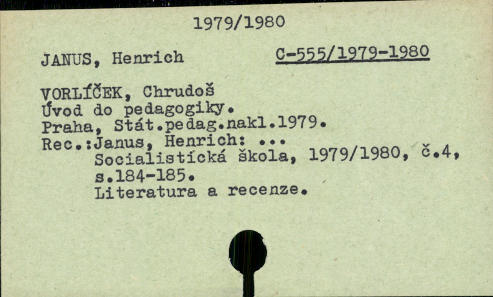 1979/1980
JANUS, Henrich C-555/1979-1980
VORLÍČEK, Chrudoš
Úvod do pedagogiky.
Praha, Stát.pedag.nakl.1979.
Rec.:Janus, Henrich: ...
Socialistická škola, 1979/1980, č.4,
s.184-185.
Literatura a recenze.